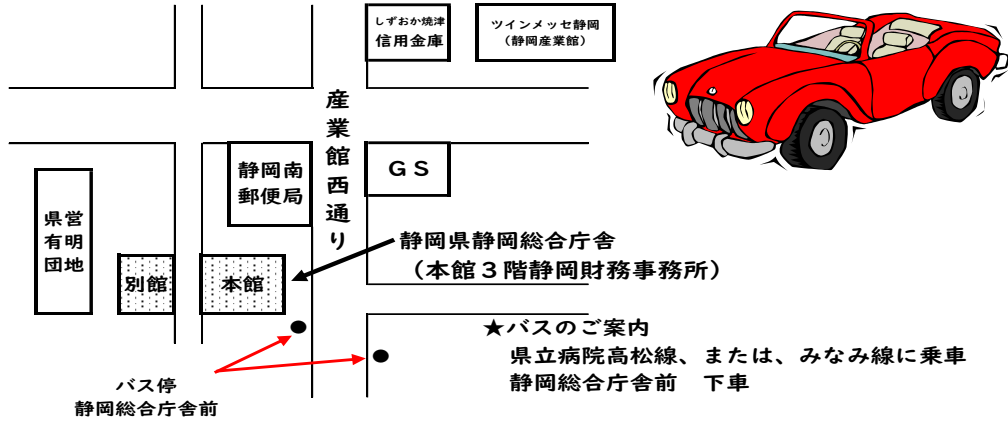 しずおか焼津
信用金庫
ツインメッセ静岡
（静岡産業館）
産業館西通り
静岡南
郵便局
ＧＳ
県営
有明
団地
別館
本館
静岡県静岡総合庁舎
（本館３階静岡財務事務所）
★バスのご案内
県立病院高松線、または、みなみ線に乗車
静岡総合庁舎前　下車
バス停
静岡総合庁舎前